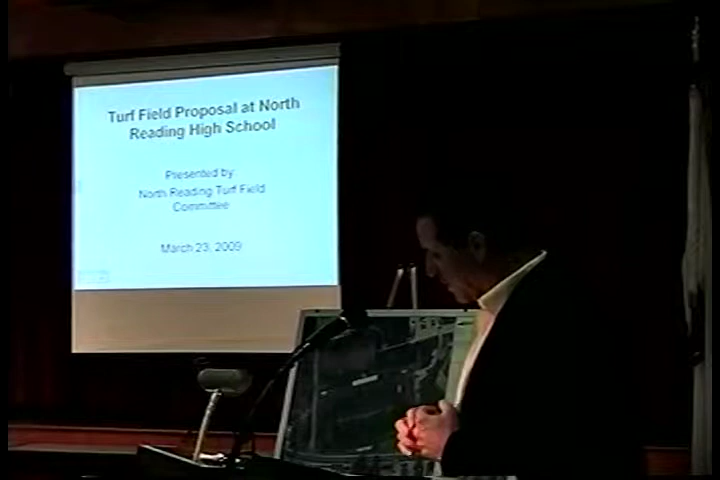 Turf Field Proposal at North
Reading High School
Presented by
North Reading Turf Field
Committee
March 23, 2009